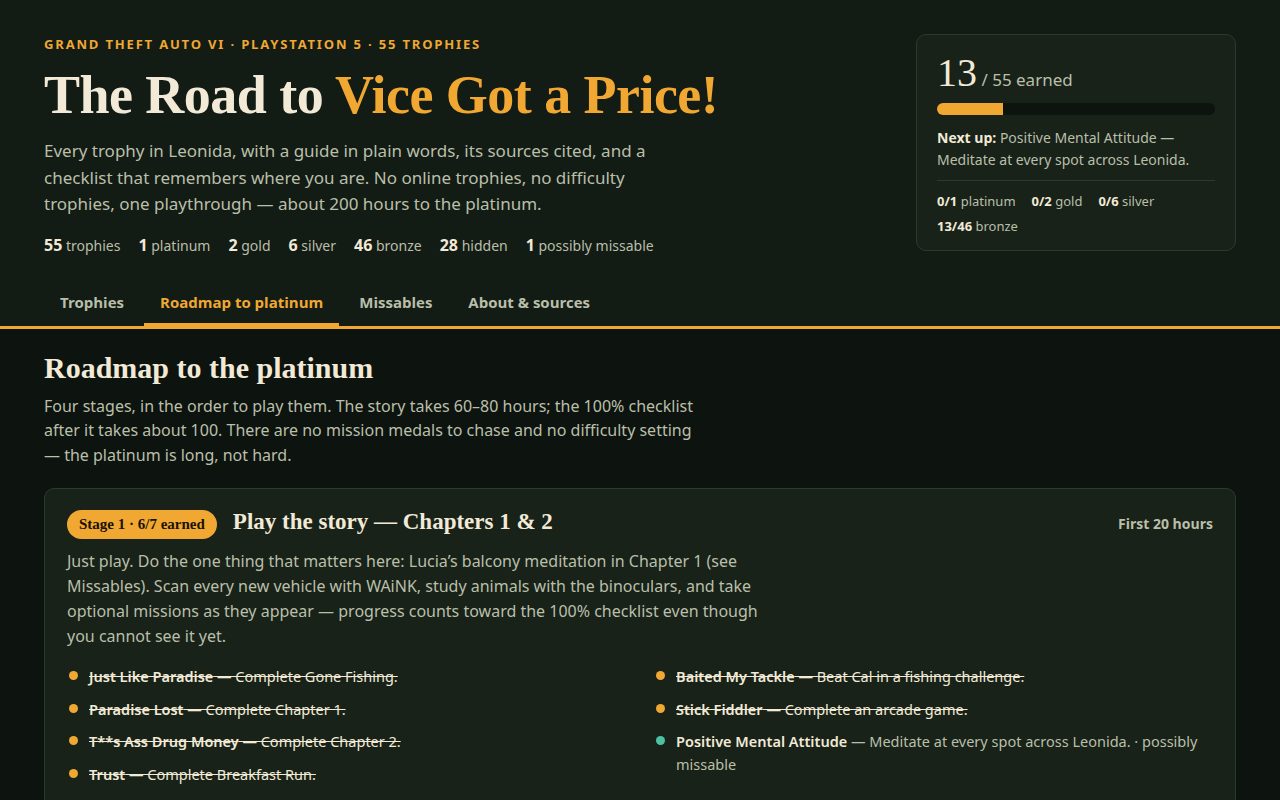 GRAND THEFT AUTO VI · PLAYSTATION 5 · 55 TROPHIES
The Road to Vice Got a Price!
Every trophy in Leonida, with a guide in plain words, its sources cited, and a
checklist that remembers where you are. No online trophies, no difficulty
trophies, one playthrough — about 200 hours to the platinum.
55 trophies 1 platinum 2 gold 6 silver 46 bronze 28 hidden 1 possibly missable
13 / 55 earned
Next up: Positive Mental Attitude —
Meditate at every spot across Leonida.
0/1 platinum 0/2 gold 0/6 silver
13/46 bronze
Trophies Roadmap to platinum Missables About & sources
Roadmap to the platinum
Four stages, in the order to play them. The story takes 60–80 hours; the 100% checklist
after it takes about 100. There are no mission medals to chase and no difficulty setting
— the platinum is long, not hard.
Stage 1 · 6/7 earned Play the story — Chapters 1 & 2 First 20 hours
Just play. Do the one thing that matters here: Lucia’s balcony meditation in Chapter 1 (see
Missables). Scan every new vehicle with WAiNK, study animals with the binoculars, and take
optional missions as they appear — progress counts toward the 100% checklist even though
you cannot see it yet.
Just Like Paradise — Complete Gone Fishing.
Paradise Lost — Complete Chapter 1.
T**s Ass Drug Money — Complete Chapter 2.
Trust — Complete Breakfast Run.
Baited My Tackle — Beat Cal in a fishing challenge.
Stick Fiddler — Complete an arcade game.
Positive Mental Attitude — Meditate at every spot across Leonida. · possibly
missable